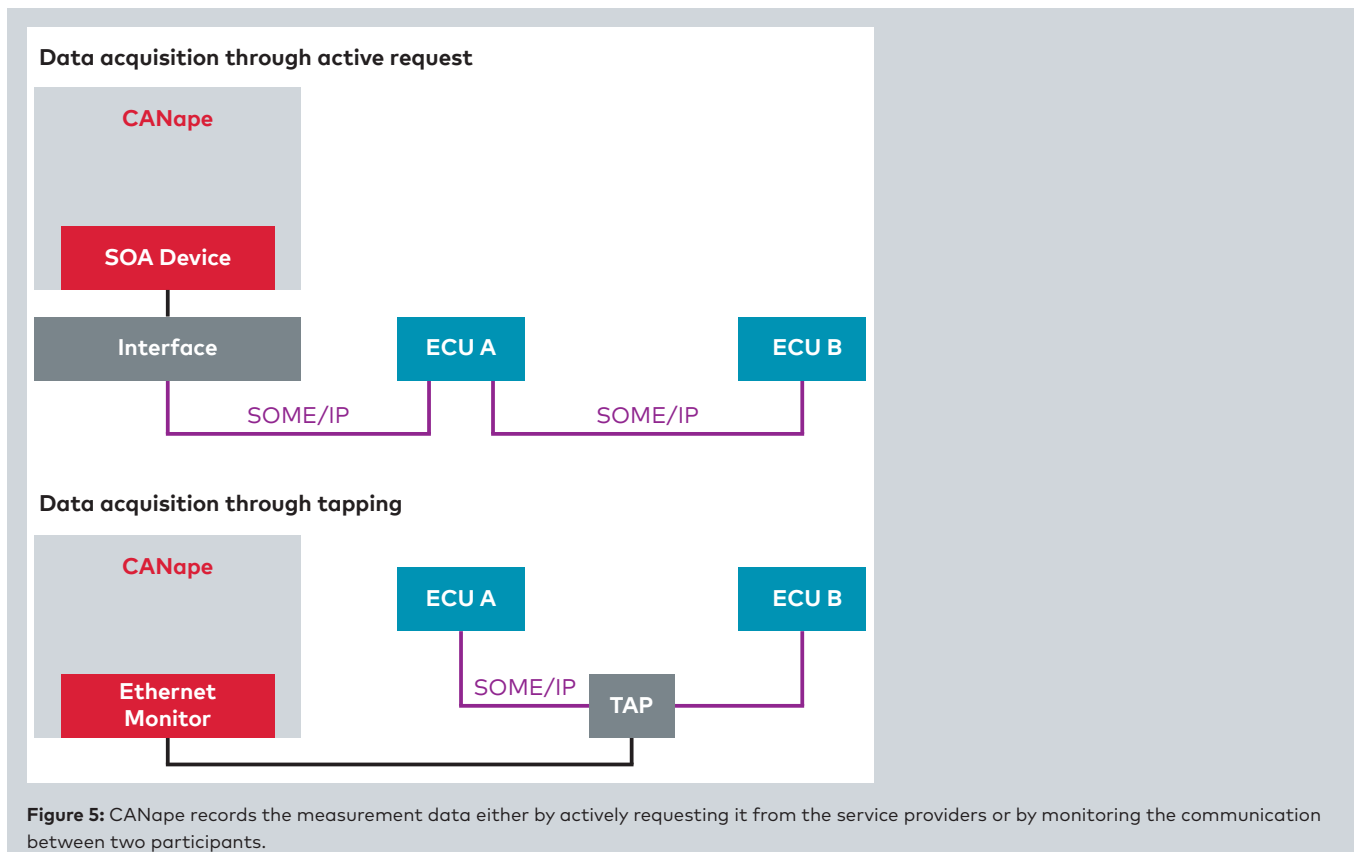 Data acquisition through active request
CANape
SOA Device
Interface
ECU A
ECU B
SOME/IP
SOME/IP
Data acquisition through tapping
CANape
ECU A
ECU B
Ethernet
Monitor
SOME/IP
TAP
Figure 5: CANape records the measurement data either by actively requesting it from the service providers or by monitoring the communication
between two participants.